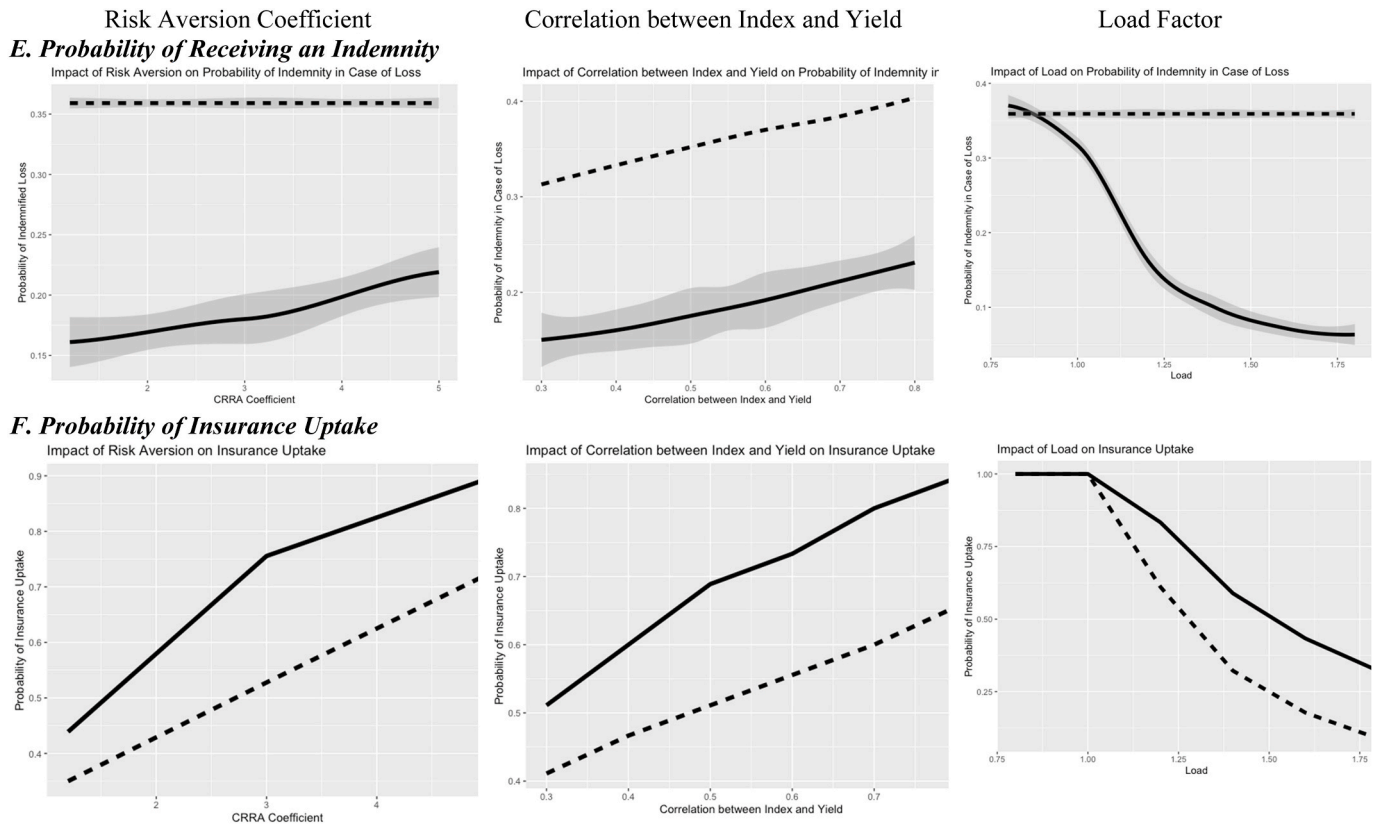 Risk Aversion Coefficient
Correlation between Index and Yield
Load Factor
E. Probability of Receiving an Indemnity
Impact of Risk Aversion on Probability of Indemnity in Case of Loss
Probability of Indemnified Loss
0.35
0.30
0.25
0.20
0.15
2
3
4
5
CRRA Coefficient
Impact of Correlation between Index and Yield on Probability of Indemnity in
Probability of Indemnity in Case of Loss
0.4
0.3
0.2
0.3
0.4
0.5
0.6
0.7
0.8
Correlation between Index and Yield
Impact of Load on Probability of Indemnity in Case of Loss
Probability of Indemnity in Case of Loss
0.4
0.3
0.2
0.1
0.75
1.00
1.25
1.50
1.75
Load
F. Probability of Insurance Uptake
Impact of Risk Aversion on Insurance Uptake
Probability of Insurance Uptake
0.9
0.8
0.7
0.6
0.5
0.4
2
3
4
CRRA Coefficient
Impact of Correlation between Index and Yield on Insurance Uptake
Probability of Insurance Uptake
0.8
0.7
0.6
0.5
0.4
0.3
0.4
0.5
0.6
0.7
Correlation between Index and Yield
Impact of Load on Insurance Uptake
Probability of Insurance Uptake
1.00
0.75
0.50
0.25
0.75
1.00
1.25
1.50
1.75
Load